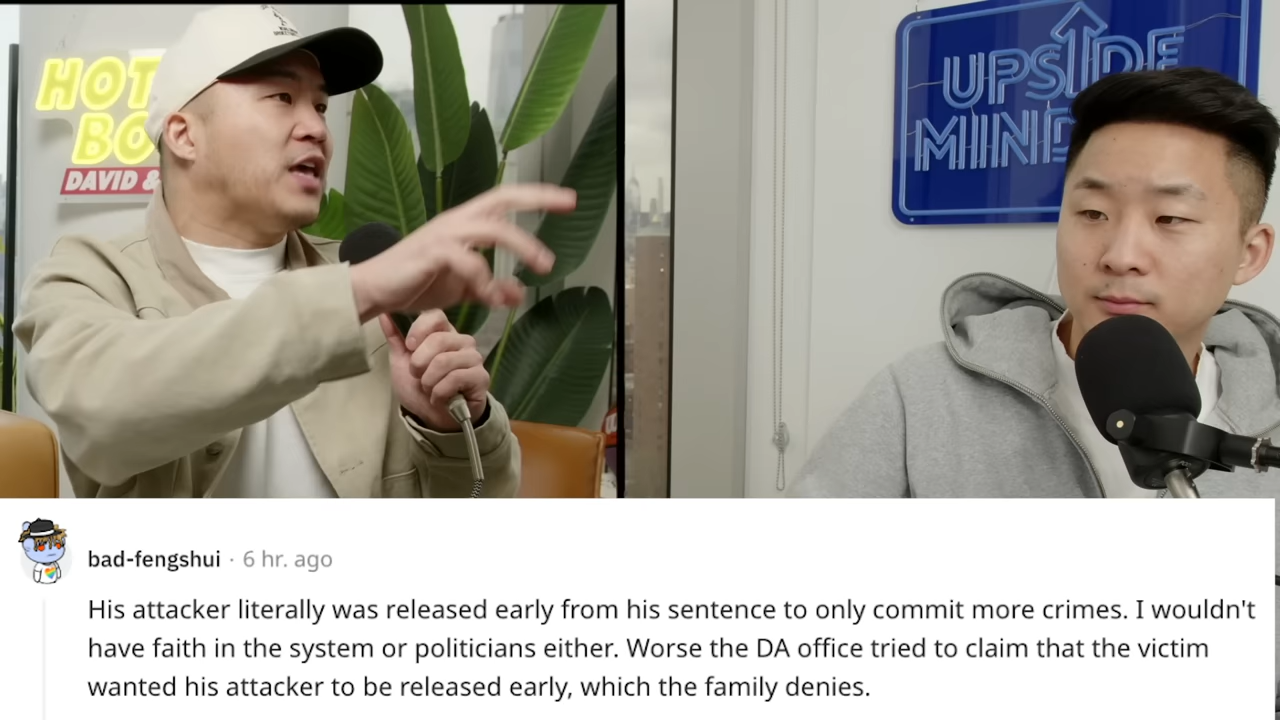 HOT
BO
DAVID &
UPSIDE
MIND
bad-fengshui · 6 hr. ago
His attacker literally was released early from his sentence to only commit more crimes. I wouldn't
have faith in the system or politicians either. Worse the DA office tried to claim that the victim
wanted his attacker to be released early, which the family denies.